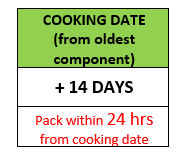 COOKING DATE
(from oldest
component)
+ 14 DAYS
Pack within 24 hrs
from cooking date